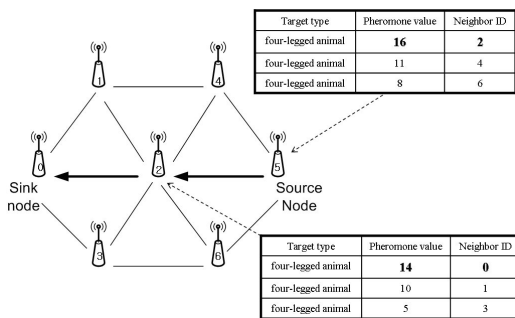 Target type Pheromone value Neighbor ID
four-legged animal 16 2
four-legged animal 11 4
four-legged animal 8 6
1
4
0
2
5
Sink
node
Source
Node
3
6
Target type Pheromone value Neighbor ID
four-legged animal 14 0
four-legged animal 10 1
four-legged animal 5 3